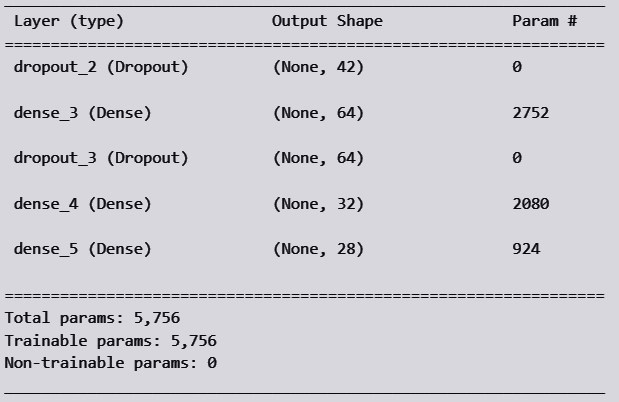 Layer (type) Output Shape Param #
=================================================================
dropout_2 (Dropout) (None, 42) 0
dense_3 (Dense) (None, 64) 2752
dropout_3 (Dropout) (None, 64) 0
dense_4 (Dense) (None, 32) 2080
dense_5 (Dense) (None, 28) 924
=================================================================
Total params: 5,756
Trainable params: 5,756
Non-trainable params: 0